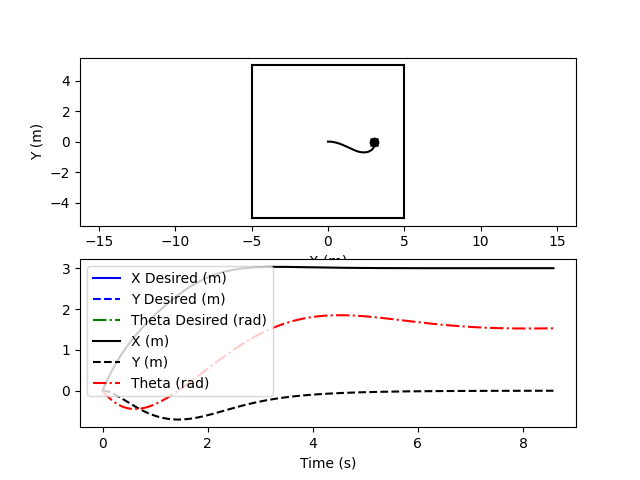 4
2
0
−2
−4
Y (m)
−15
−10
−5
0
5
10
15
X (m)
3
2
1
0
X Desired (m)
Y Desired (m)
Theta Desired (rad)
X (m)
Y (m)
Theta (rad)
0
2
4
6
8
Time (s)